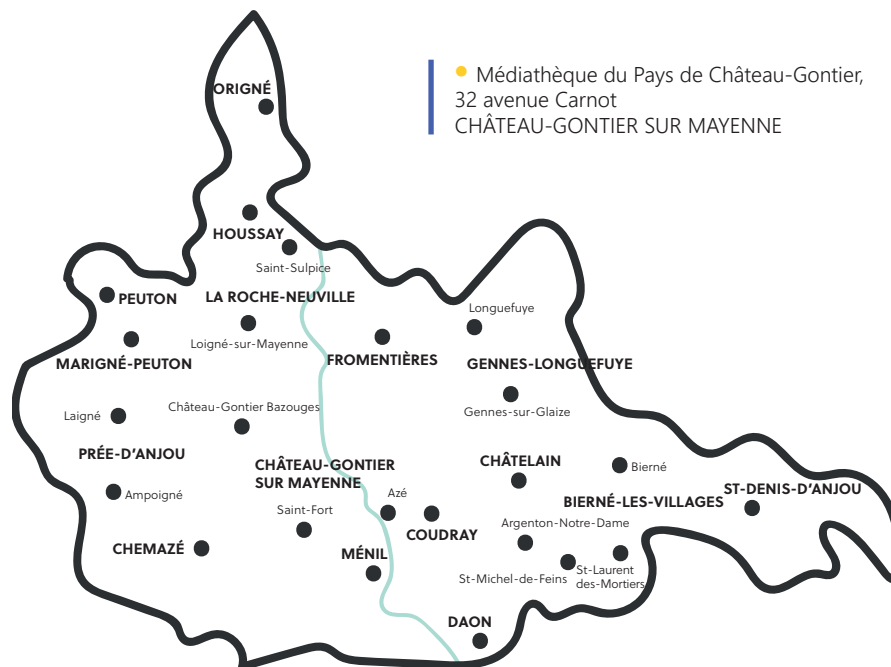 ● Médiathèque du Pays de Château-Gontier,
32 avenue Carnot
CHÂTEAU-GONTIER SUR MAYENNE
ORIGNÉ
HOUSSAY
Saint-Sulpice
PEUTON
LA ROCHE-NEUVILLE
Longuefuye
Loigné-sur-Mayenne
MARIGNÉ-PEUTON
FROMENTIÈRES
GENNES-LONGUEFUYE
Laigné
Château-Gontier Bazouges
Gennes-sur-Glaize
PRÉE-D'ANJOU
CHÂTEAU-GONTIER
SUR MAYENNE
CHÂTELAIN
Bierné
Ampoigné
Azé
BIERNÉ-LES-VILLAGES
ST-DENIS-D'ANJOU
Saint-Fort
COUDRAY
Argenton-Notre-Dame
CHEMAZÉ
MÉNIL
St-Michel-de-Feins
St-Laurent
des-Mortiers
DAON